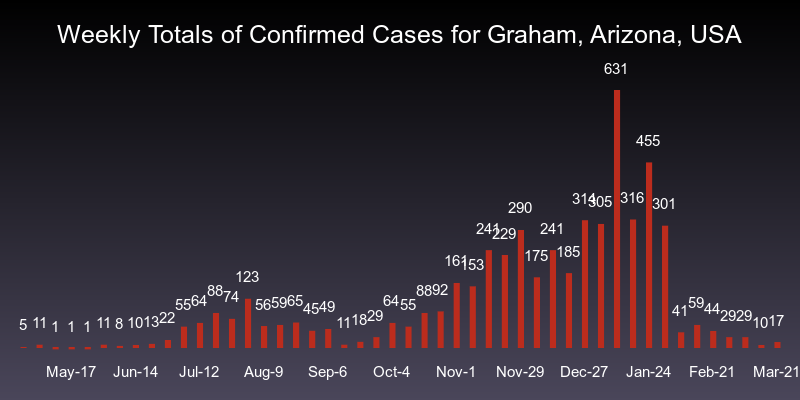 Weekly Totals of Confirmed Cases for Graham, Arizona, USA
5 11 1 1 1 11 8 10 13 22 55 64 88 74 123 56 59 65 45 49 11 18 29 64 55 88 92 161 153 241 229 290 175 241 185 314 305 631 316 455 301 41 59 44 29 29 10 17
May-17 Jun-14 Jul-12 Aug-9 Sep-6 Oct-4 Nov-1 Nov-29 Dec-27 Jan-24 Feb-21 Mar-21